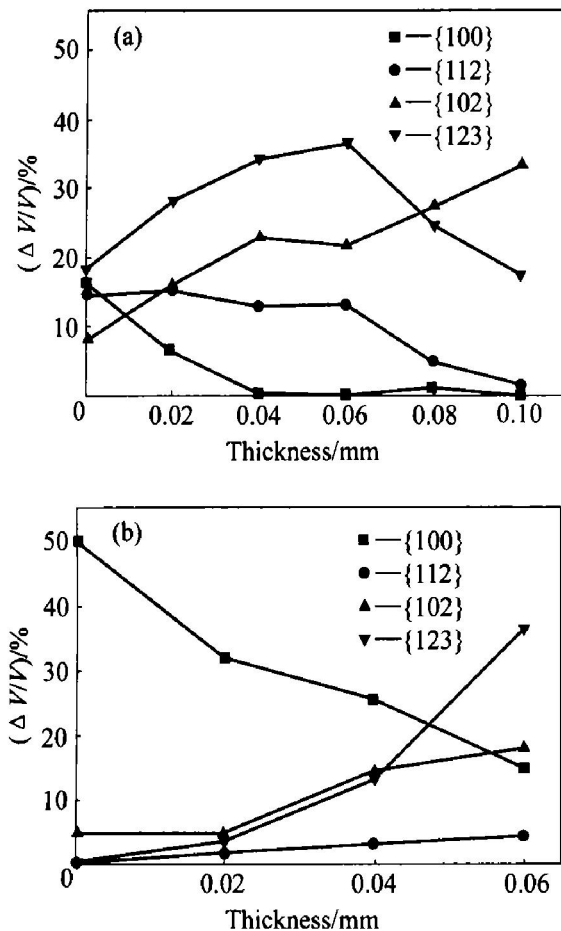 (a)
{100}
{112}
{102}
{123}
50
40
30
20
10
0 0.02 0.04 0.06 0.08 0.10
(ΔV/V)/%
Thickness/mm
(b)
{100}
{112}
{102}
{123}
50
40
30
20
10
0 0.02 0.04 0.06
(ΔV/V)/%
Thickness/mm